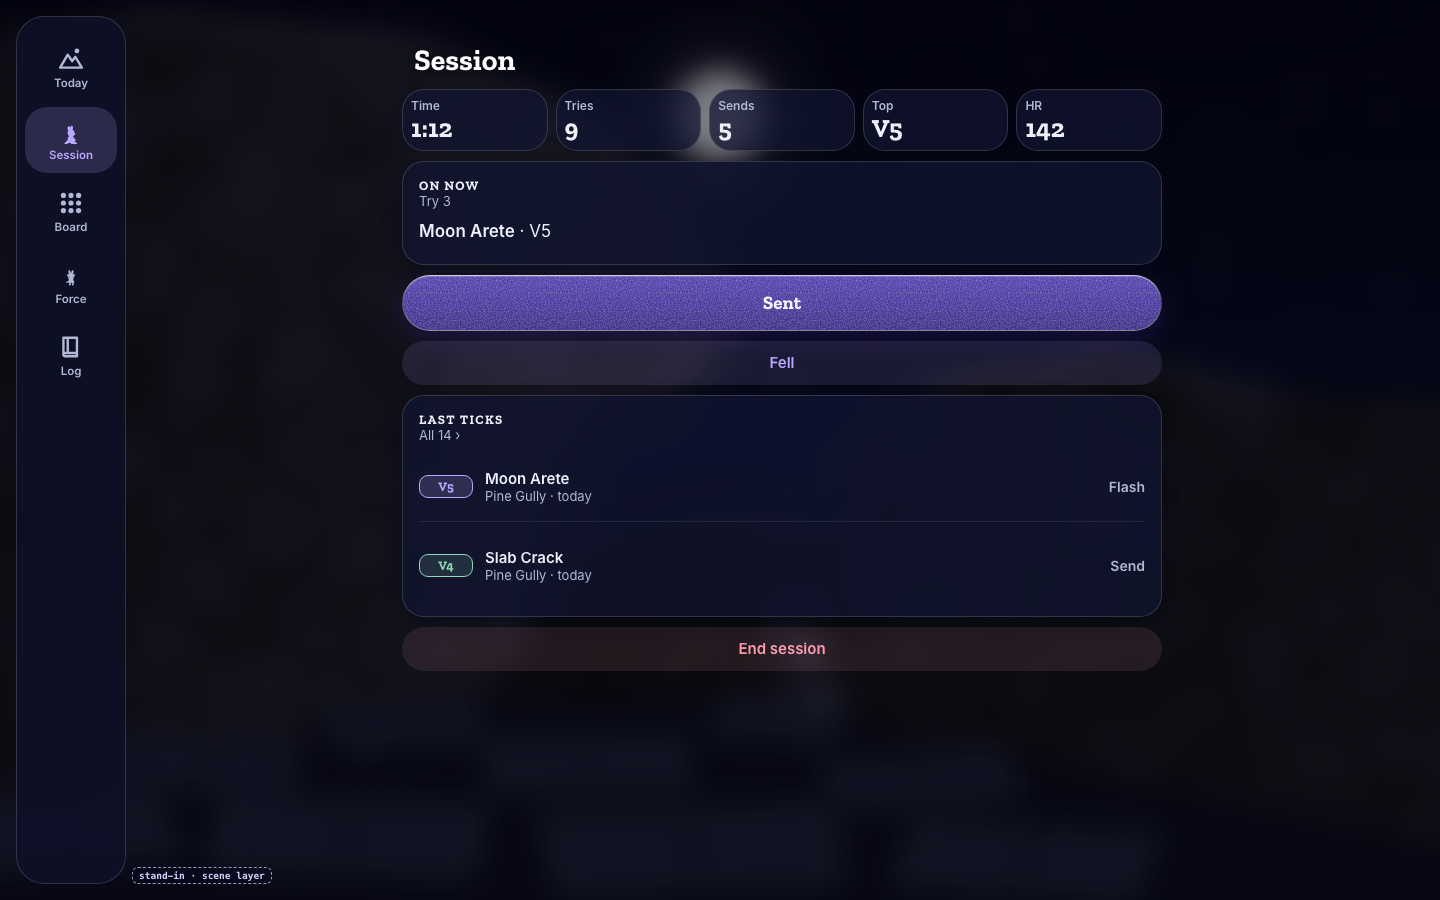 Today
Session
Board
Force
Log
Session
Time
1:12
Tries
9
Sends
5
Top
V5
HR
142
ON NOW
Try 3
Moon Arete · V5
Sent
Fell
LAST TICKS
All 14 ›
V5
Moon Arete
Pine Gully · today
Flash
V4
Slab Crack
Pine Gully · today
Send
End session
stand-in · scene layer